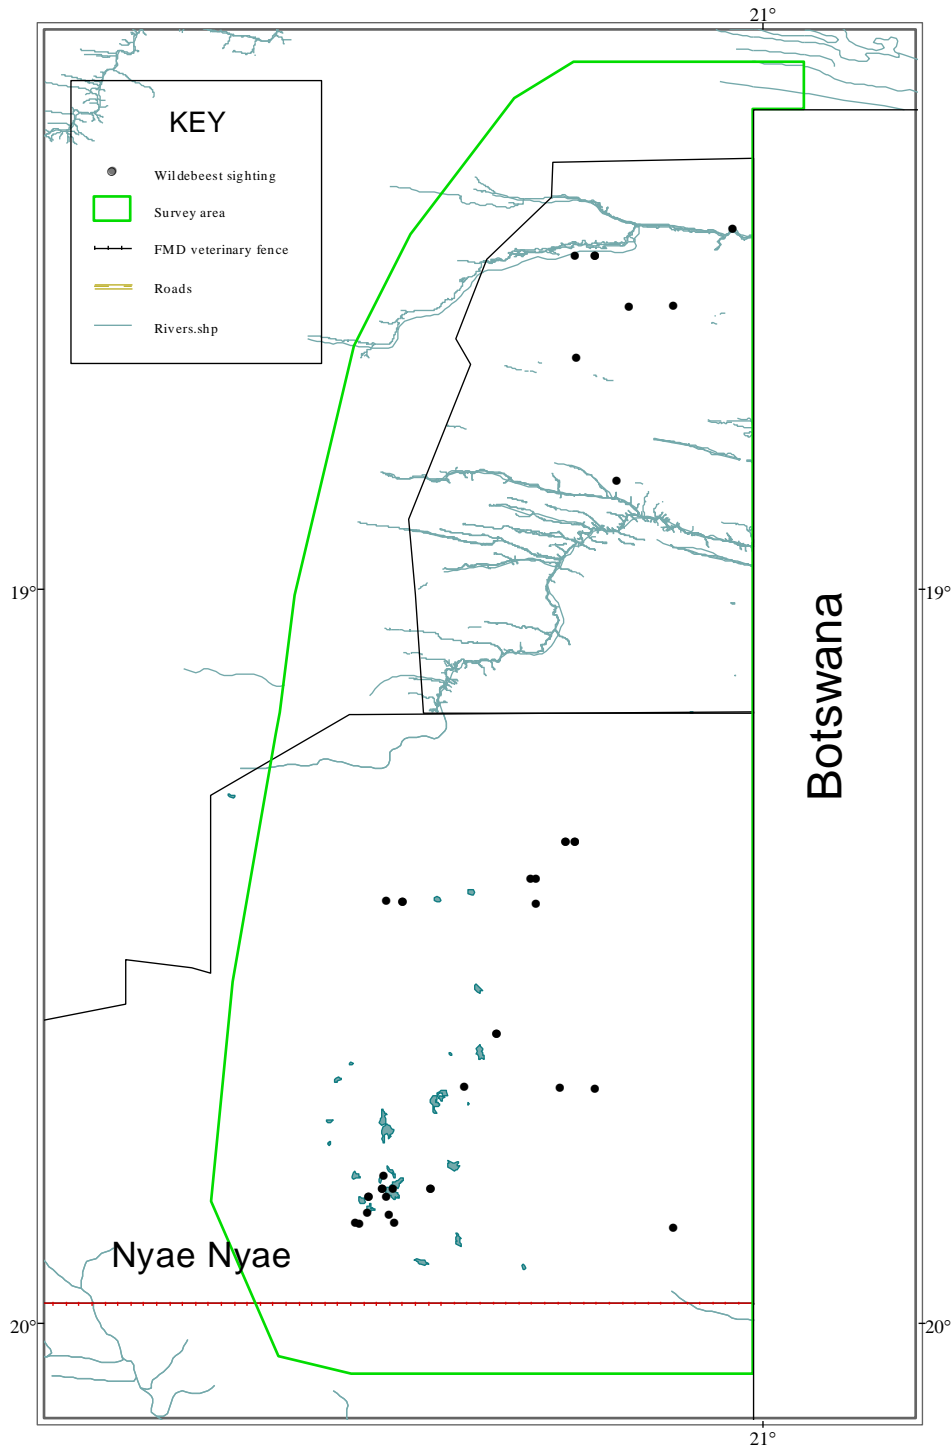 21°
KEY
Wildebeest sighting
Survey area
FMD veterinary fence
Roads
Rivers.shp
19°
19°
Botswana
Nyae Nyae
20°
20°
21°